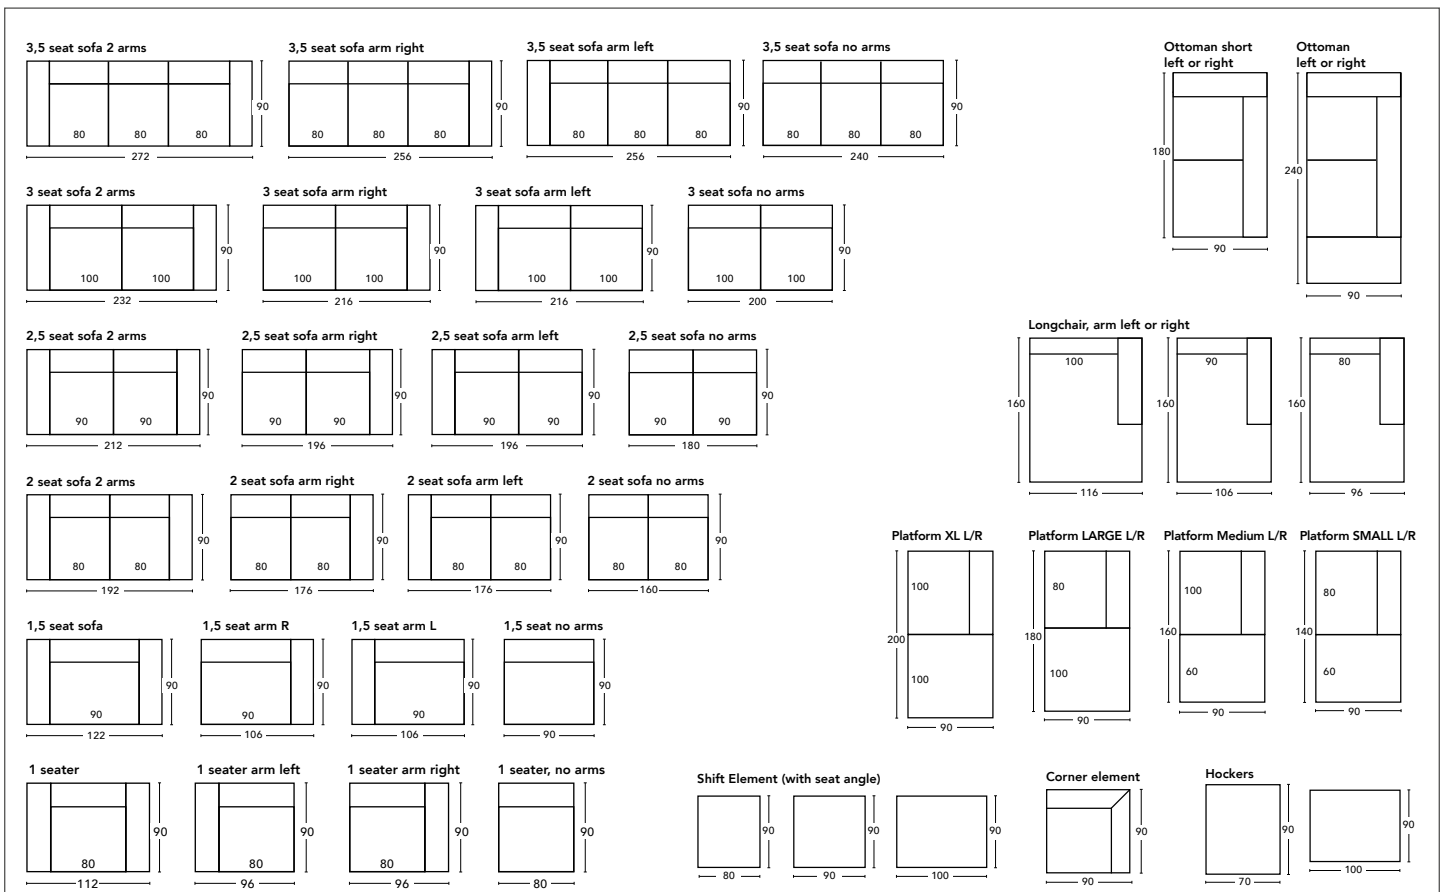 3,5 seat sofa 2 arms
80 80 80
90
272
3,5 seat sofa arm right
80 80 80
90
256
3,5 seat sofa arm left
80 80 80
90
256
3,5 seat sofa no arms
80 80 80
90
240
Ottoman short
left or right
180
90
Ottoman
left or right
240
90
3 seat sofa 2 arms
100 100
90
232
3 seat sofa arm right
100 100
90
216
3 seat sofa arm left
100 100
90
216
3 seat sofa no arms
100 100
90
200
2,5 seat sofa 2 arms
90 90
90
212
2,5 seat sofa arm right
90 90
90
196
2,5 seat sofa arm left
90 90
90
196
2,5 seat sofa no arms
90 90
90
180
Longchair, arm left or right
100
160
116
90
160
106
80
160
96
2 seat sofa 2 arms
80 80
90
192
2 seat sofa arm right
80 80
90
176
2 seat sofa arm left
80 80
90
176
2 seat sofa no arms
80 80
90
160
Platform XL L/R
100
200
100
90
Platform LARGE L/R
80
180
100
90
Platform Medium L/R
100
160
60
90
Platform SMALL L/R
80
140
60
90
1,5 seat sofa
90
90
122
1,5 seat arm R
90
90
106
1,5 seat arm L
90
90
106
1,5 seat no arms
90
90
1 seater
90
80
112
1 seater arm left
90
80
96
1 seater arm right
90
80
96
1 seater, no arms
90
80
Shift Element (with seat angle)
90
80
90
90
90
100
Corner element
90
90
Hockers
90
70
90
100